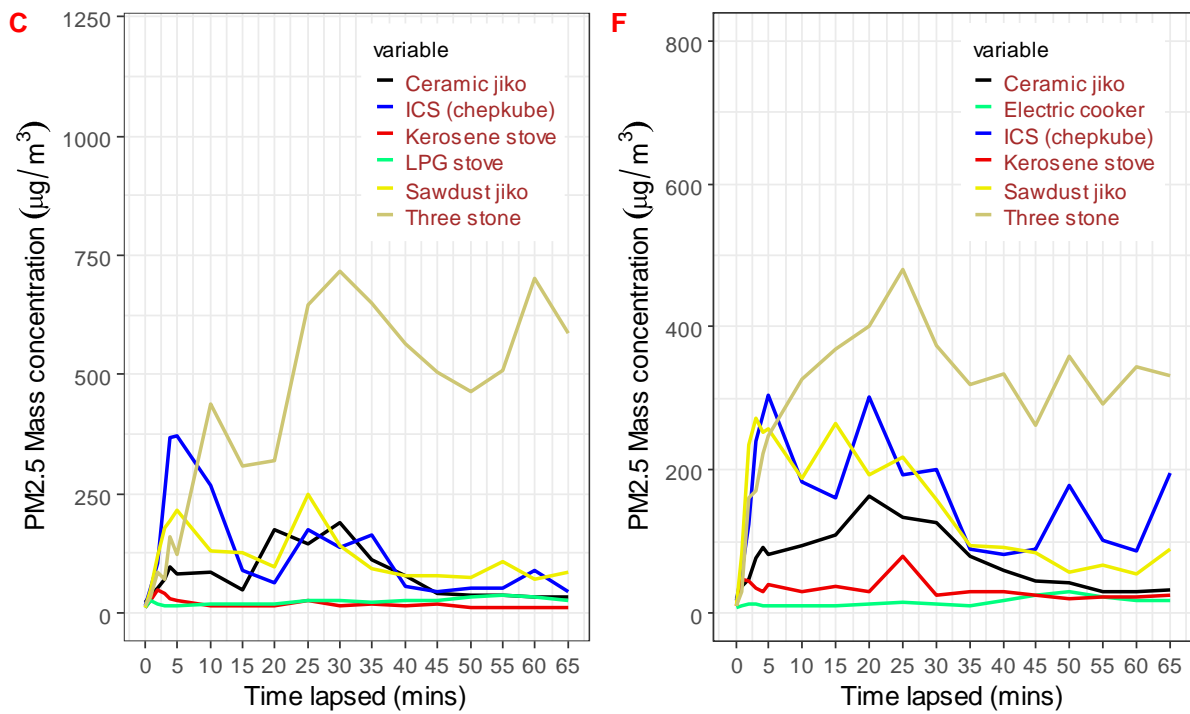 C
PM2.5 Mass concentration (µg/m³)
1250
1000
750
500
250
0
variable
Ceramic jiko
ICS (chepkube)
Kerosene stove
LPG stove
Sawdust jiko
Three stone
0 5 10 15 20 25 30 35 40 45 50 55 60 65
Time lapsed (mins)
F
PM2.5 Mass concentration (µg/m³)
800
600
400
200
0
variable
Ceramic jiko
Electric cooker
ICS (chepkube)
Kerosene stove
Sawdust jiko
Three stone
0 5 10 15 20 25 30 35 40 45 50 55 60 65
Time lapsed (mins)